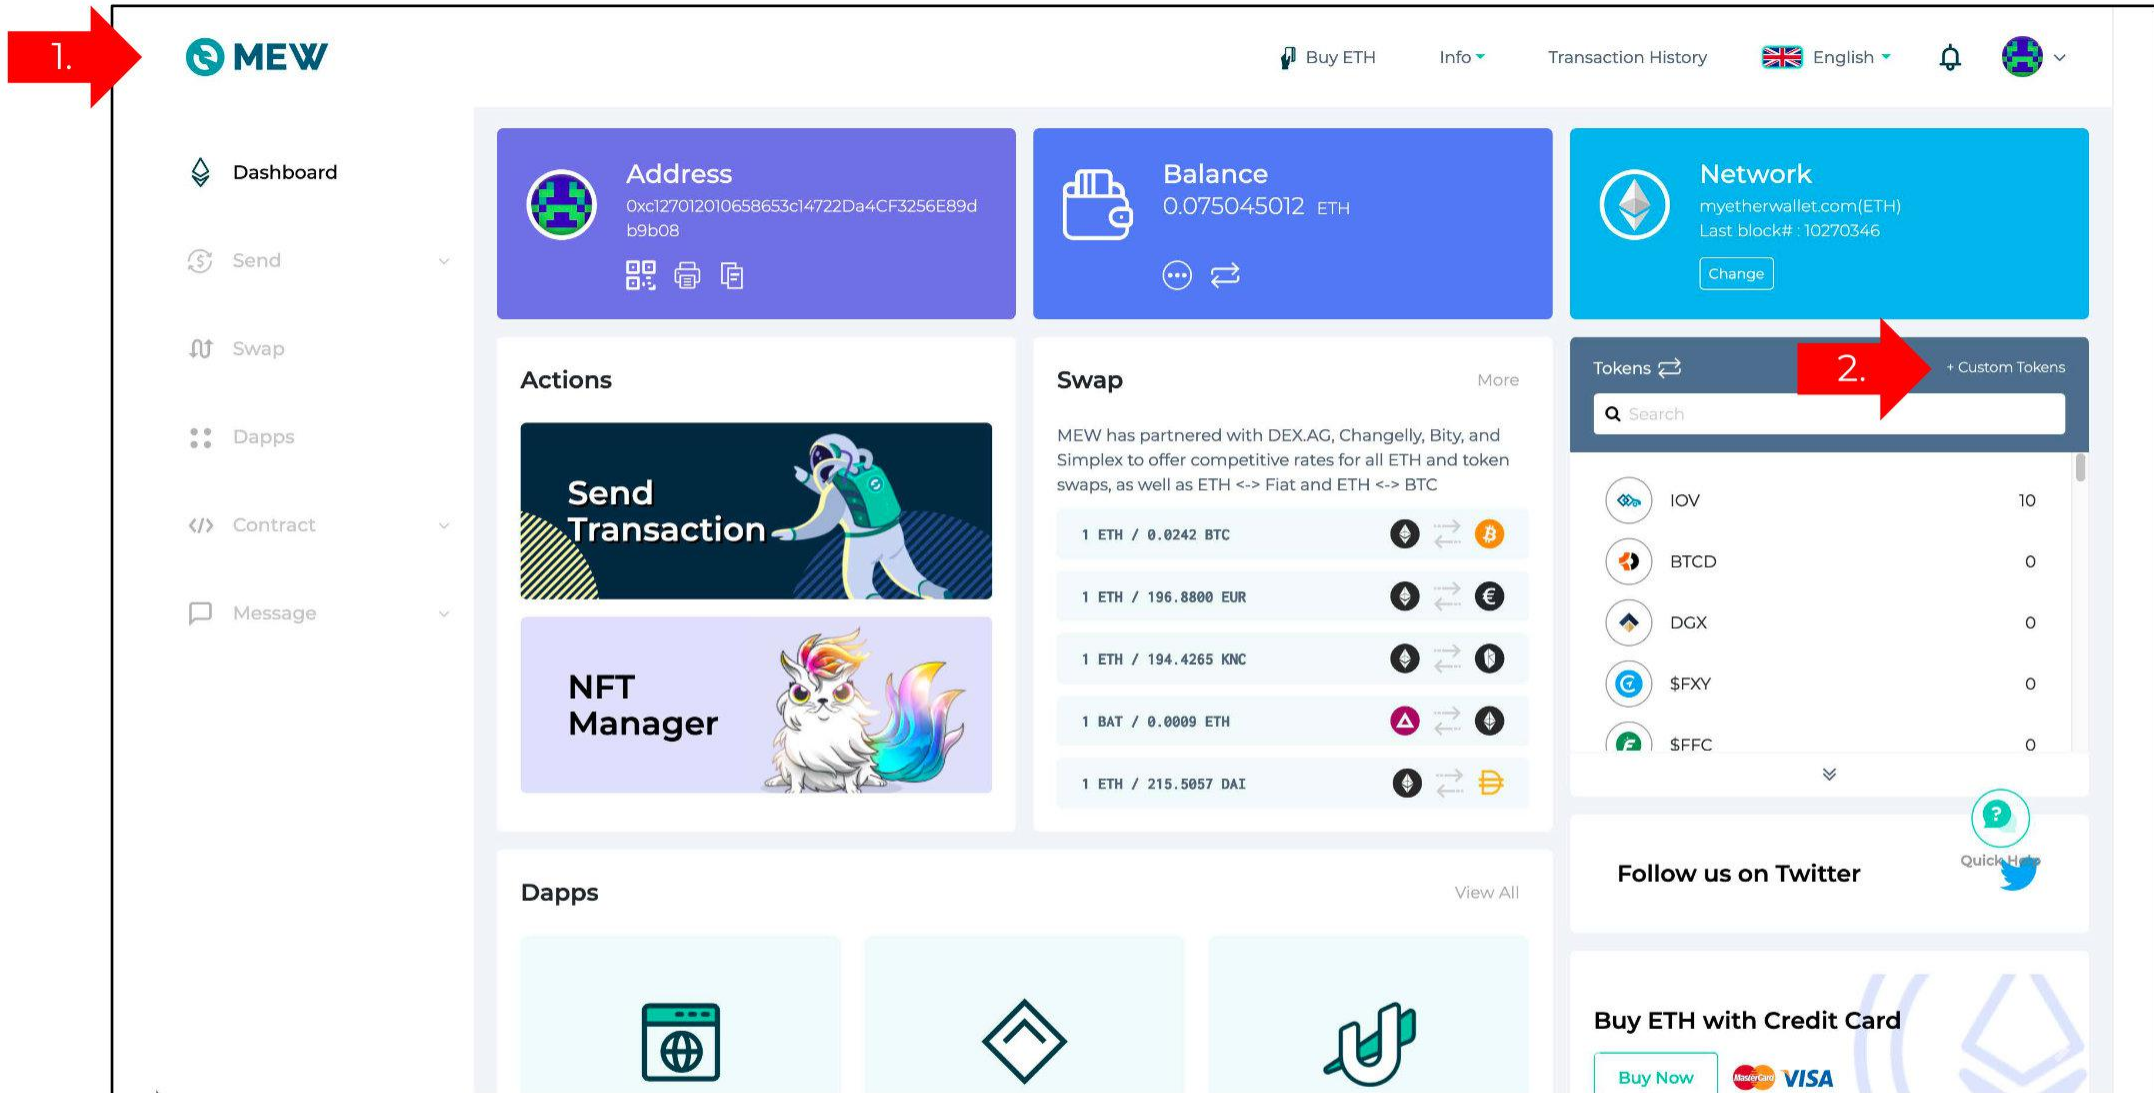 1.
MEW
Buy ETH
Info
Transaction History
English
Dashboard
Send
Swap
Dapps
Contract
Message
Address
0xc127012010658653c14722Da4CF3256E89d
b9b08
Balance
0.075045012 ETH
Network
myetherwallet.com(ETH)
Last block# : 10270346
Change
Actions
Send
Transaction
NFT
Manager
Swap
More
MEW has partnered with DEX.AG, Changelly, Bity, and
Simplex to offer competitive rates for all ETH and token
swaps, as well as ETH <-> Fiat and ETH <-> BTC
1 ETH / 0.0242 BTC
1 ETH / 196.8800 EUR
1 ETH / 194.4265 KNC
1 BAT / 0.0009 ETH
1 ETH / 215.5057 DAI
Tokens
2.
+ Custom Tokens
Search
IOV 10
BTCD 0
DGX 0
$FXY 0
$FFC 0
Quick Help
Follow us on Twitter
Dapps
View All
Buy ETH with Credit Card
Buy Now
MasterCard
VISA